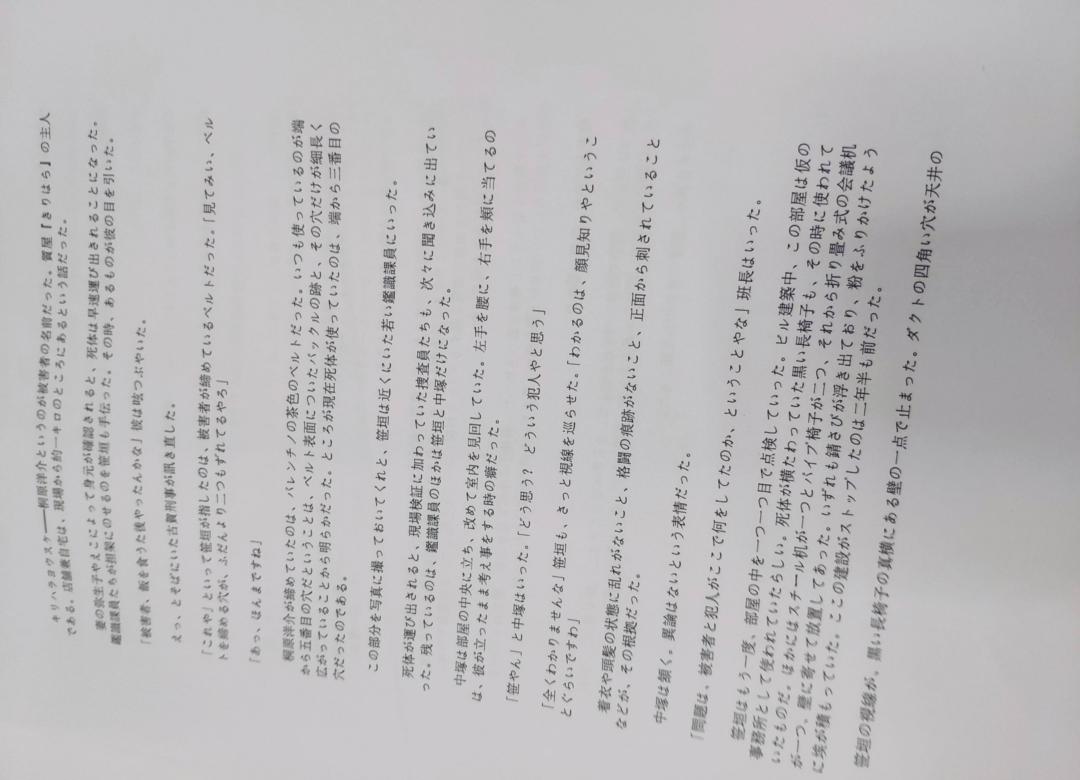 キリハラヨウスケ――桐原洋介というのが被害者の名前だった。質屋『きりはら』の主人
である。店舗兼自宅は、現場から約一キロのところにあるという話だった。
妻の弥生子やよこによって身元が確認されると、死体は早速運び出されることになった。
鑑識課員たちが担架にのせるのを笹垣も手伝った。その時、あるものが彼の目を引いた。
「被害者、飯を食うた後やったんかな」彼は呟つぶやいた。
えっ、とそばにいた古賀刑事が訊き直した。
「これや」といって笹垣が指したのは、被害者が締めているベルトだった。「見てみい、ベル
トを締める穴が、ふだんより二つもずれてるやろ」
「あっ、ほんまですね」
桐原洋介が締めていたのは、バレンチノの茶色のベルトだった。いつも使っているのが端
から五番目の穴だということは、ベルト表面についたバックルの跡と、その穴だけが細長く
広がっていることから明らかだった。ところが現在死体が使っていたのは、端から三番目の
穴だったのである。
この部分を写真に撮っておいてくれと、笹垣は近くにいた若い鑑識課員にいった。
死体が運び出されると、現場検証に加わっていた捜査員たちも、次々に聞き込みに出てい
った。残っているのは、鑑識課員のほかは笹垣と中塚だけになった。
中塚は部屋の中央に立ち、改めて室内を見回していた。左手を腰に、右手を頬に当てるの
は、彼が立ったまま考え事をする時の癖だった。
「笹やん」と中塚はいった。「どう思う？ どういう犯人やと思う」
「全くわかりませんな」笹垣も、さっと視線を巡らせた。「わかるのは、顔見知りやというこ
とぐらいですわ」
着衣や頭髪の状態に乱れがないこと、格闘の痕跡がないこと、正面から刺されていること
などが、その根拠だった。
中塚は頷く。異論はないという表情だった。
「問題は、被害者と犯人がここで何をしてたのか、ということやな」班長はいった。
笹垣はもう一度、部屋の中を一つ一つ目で点検していった。ビル建築中、この部屋は仮の
事務所として使われていたらしい。死体が横たわっていた黒い長椅子も、その時に使われて
いたものだ。ほかにはスチール机が一つとパイプ椅子が二つ、それから折り畳み式の会議机
が一つ、壁に寄せて放置してあった。いずれも錆さびが浮き出ており、粉をふりかけたよう
に埃が積もっていた。ここの建設がストップしたのは二年半も前だった。
笹垣の視線が、黒い長椅子の真横にある壁の一点で止まった。ダクトの四角い穴が天井の